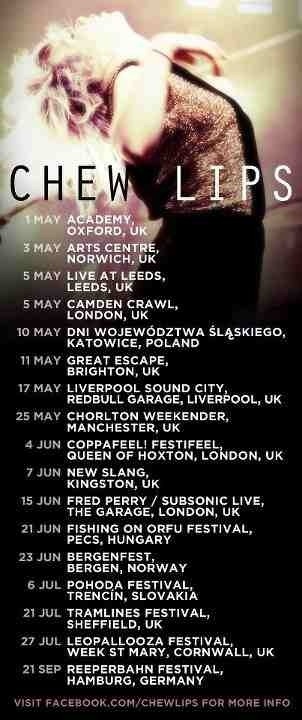 CHEW LIPS
1 MAY ACADEMY,
OXFORD, UK
3 MAY ARTS CENTRE,
NORWICH, UK
5 MAY LIVE AT LEEDS,
LEEDS, UK
5 MAY CAMDEN CRAWL,
LONDON, UK
10 MAY DNI WOJEWÓDZTWA ŚLĄSKIEGO,
KATOWICE, POLAND
11 MAY GREAT ESCAPE,
BRIGHTON, UK
17 MAY LIVERPOOL SOUND CITY,
REDBULL GARAGE, LIVERPOOL, UK
25 MAY CHORLTON WEEKENDER,
MANCHESTER, UK
4 JUN COPPAFEEL! FESTIFEEL,
QUEEN OF HOXTON, LONDON, UK
7 JUN NEW SLANG,
KINGSTON, UK
15 JUN FRED PERRY / SUBSONIC LIVE,
THE GARAGE, LONDON, UK
21 JUN FISHING ON ORFU FESTIVAL,
PECS, HUNGARY
23 JUN BERGENFEST,
BERGEN, NORWAY
6 JUL POHODA FESTIVAL,
TRENCÍN, SLOVAKIA
21 JUL TRAMLINES FESTIVAL,
SHEFFIELD, UK
27 JUL LEOPALLOOZA FESTIVAL,
WEEK ST MARY, CORNWALL, UK
21 SEP REEPERBAHN FESTIVAL,
HAMBURG, GERMANY
VISIT FACEBOOK.COM/CHEWLIPS FOR MORE INFO